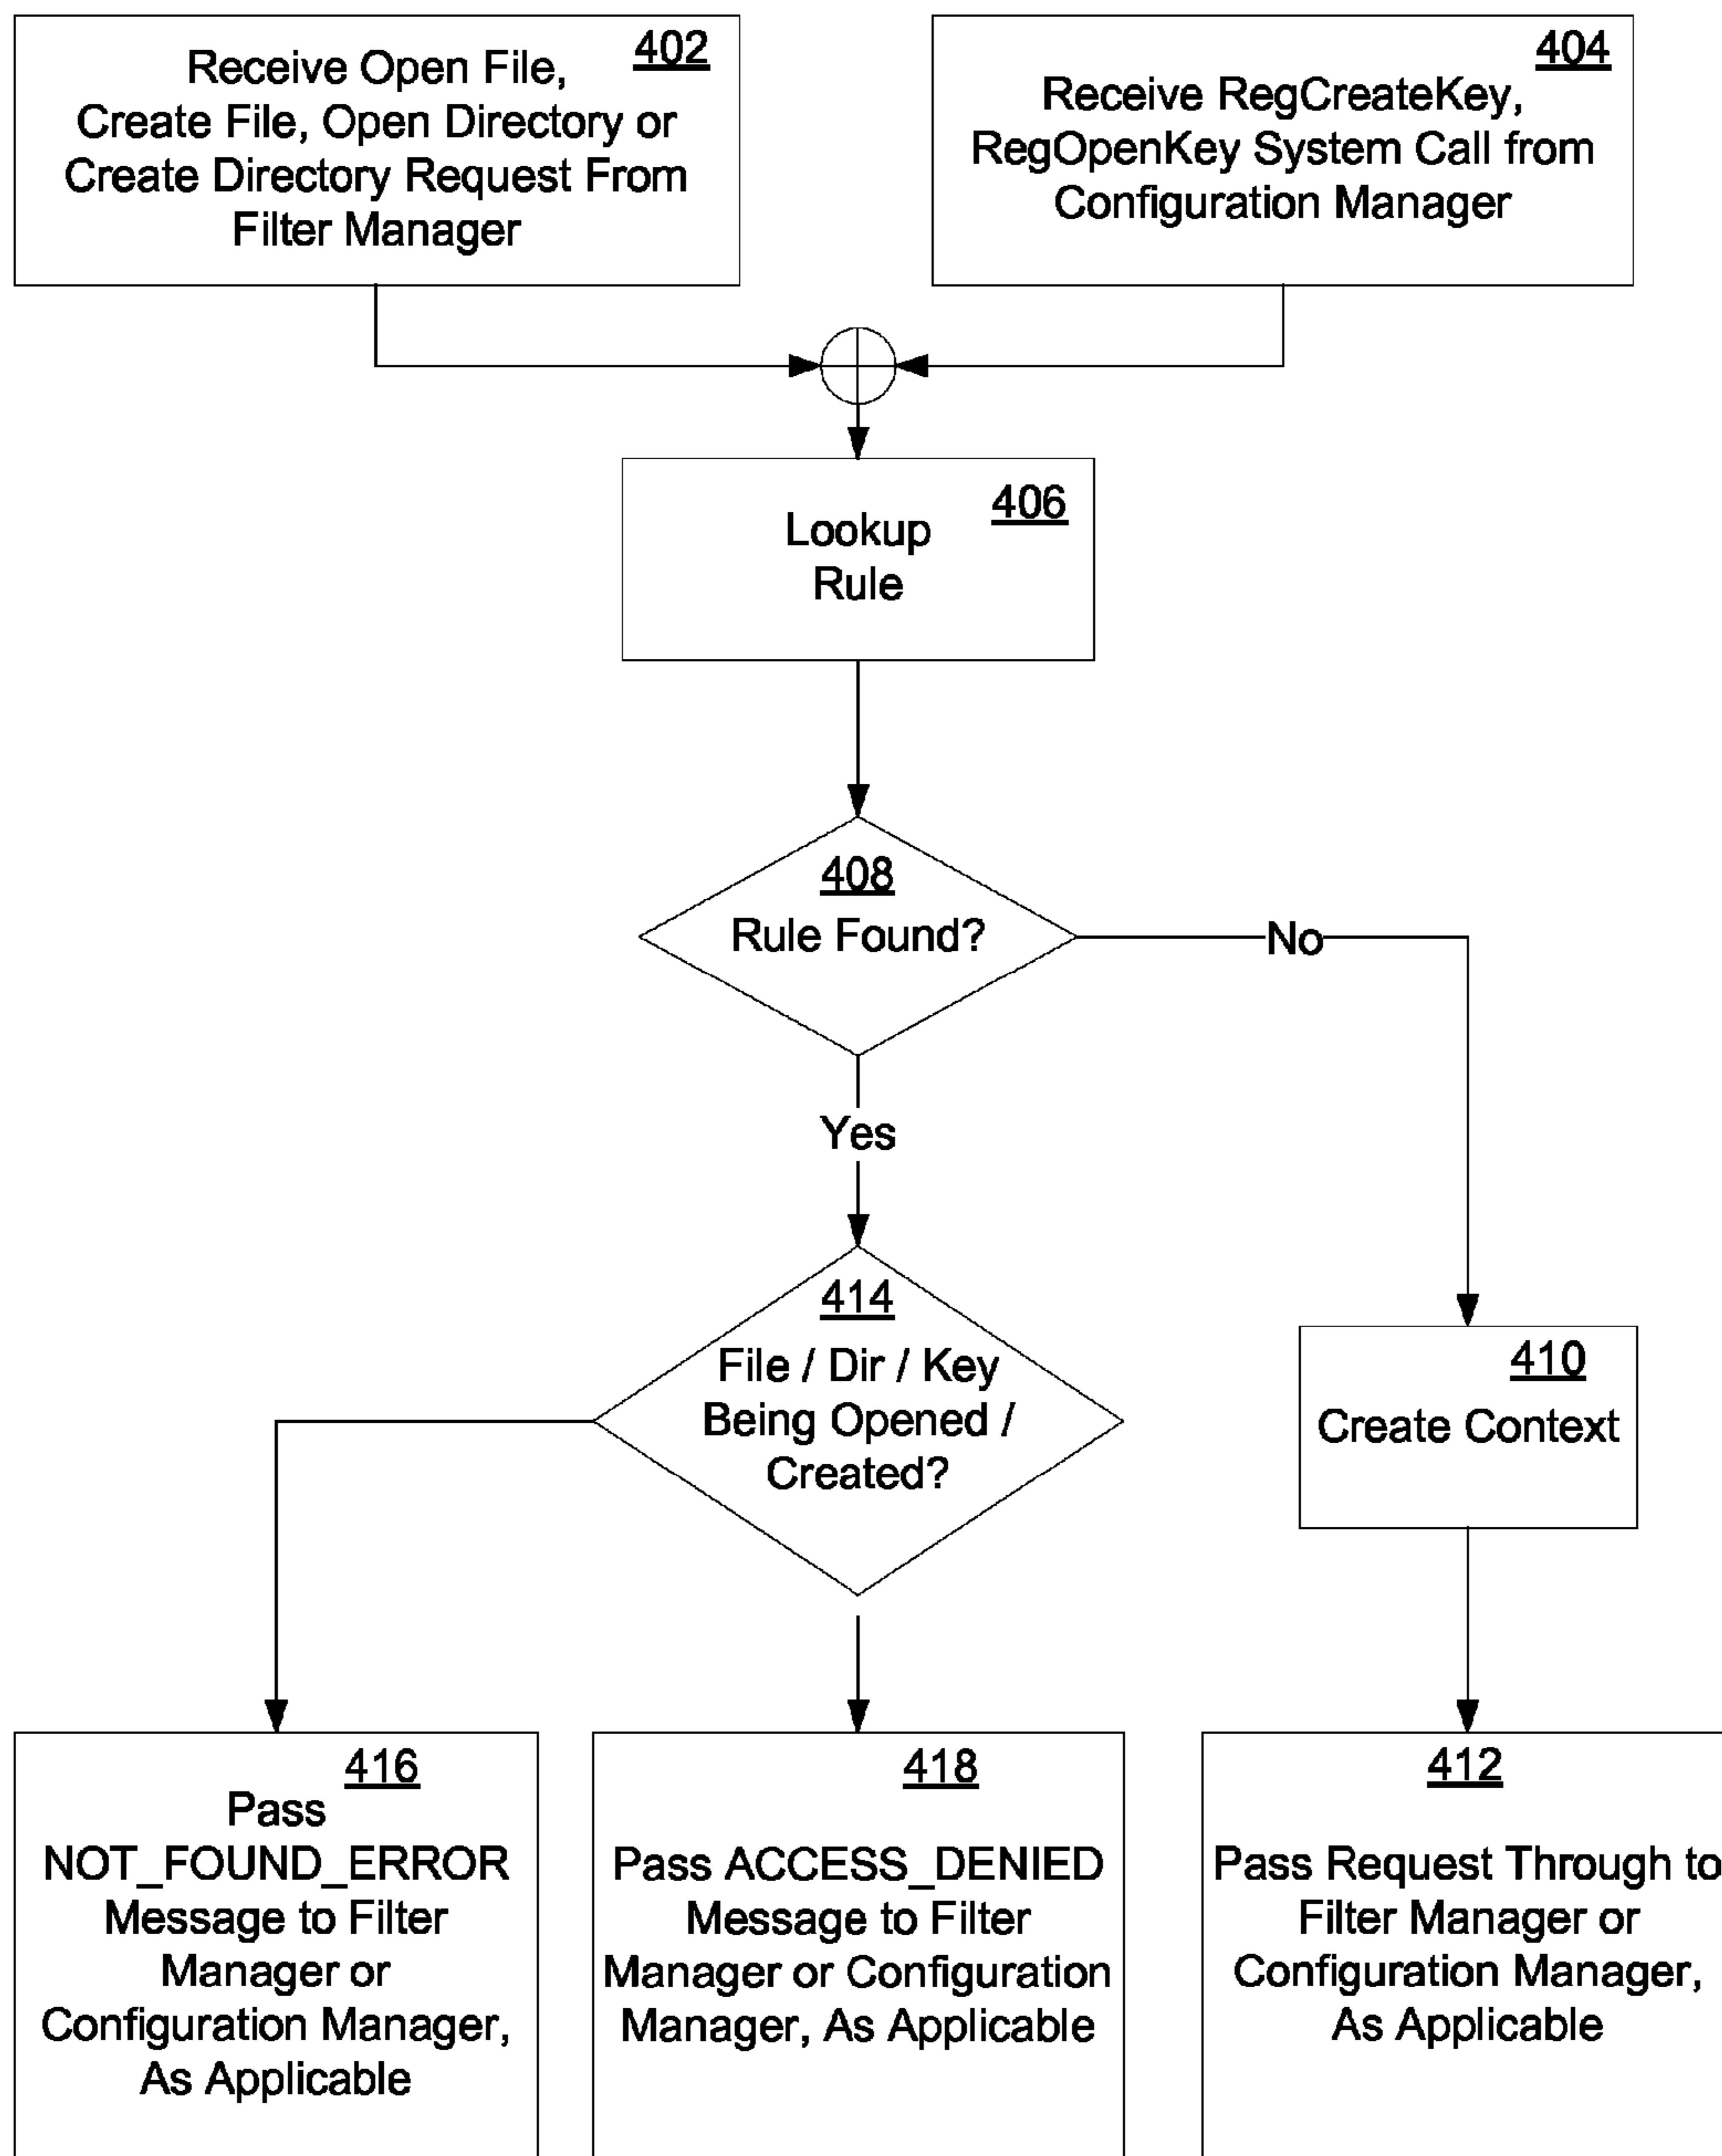 402
Receive Open File,
Create File, Open Directory or
Create Directory Request From
Filter Manager
404
Receive RegCreateKey,
RegOpenKey System Call from
Configuration Manager
406
Lookup
Rule
408
Rule Found?
No
Yes
414
File / Dir / Key
Being Opened /
Created?
410
Create Context
416
Pass
NOT_FOUND_ERROR
Message to Filter
Manager or
Configuration Manager,
As Applicable
418
Pass ACCESS_DENIED
Message to Filter
Manager or Configuration
Manager, As Applicable
412
Pass Request Through to
Filter Manager or
Configuration Manager,
As Applicable